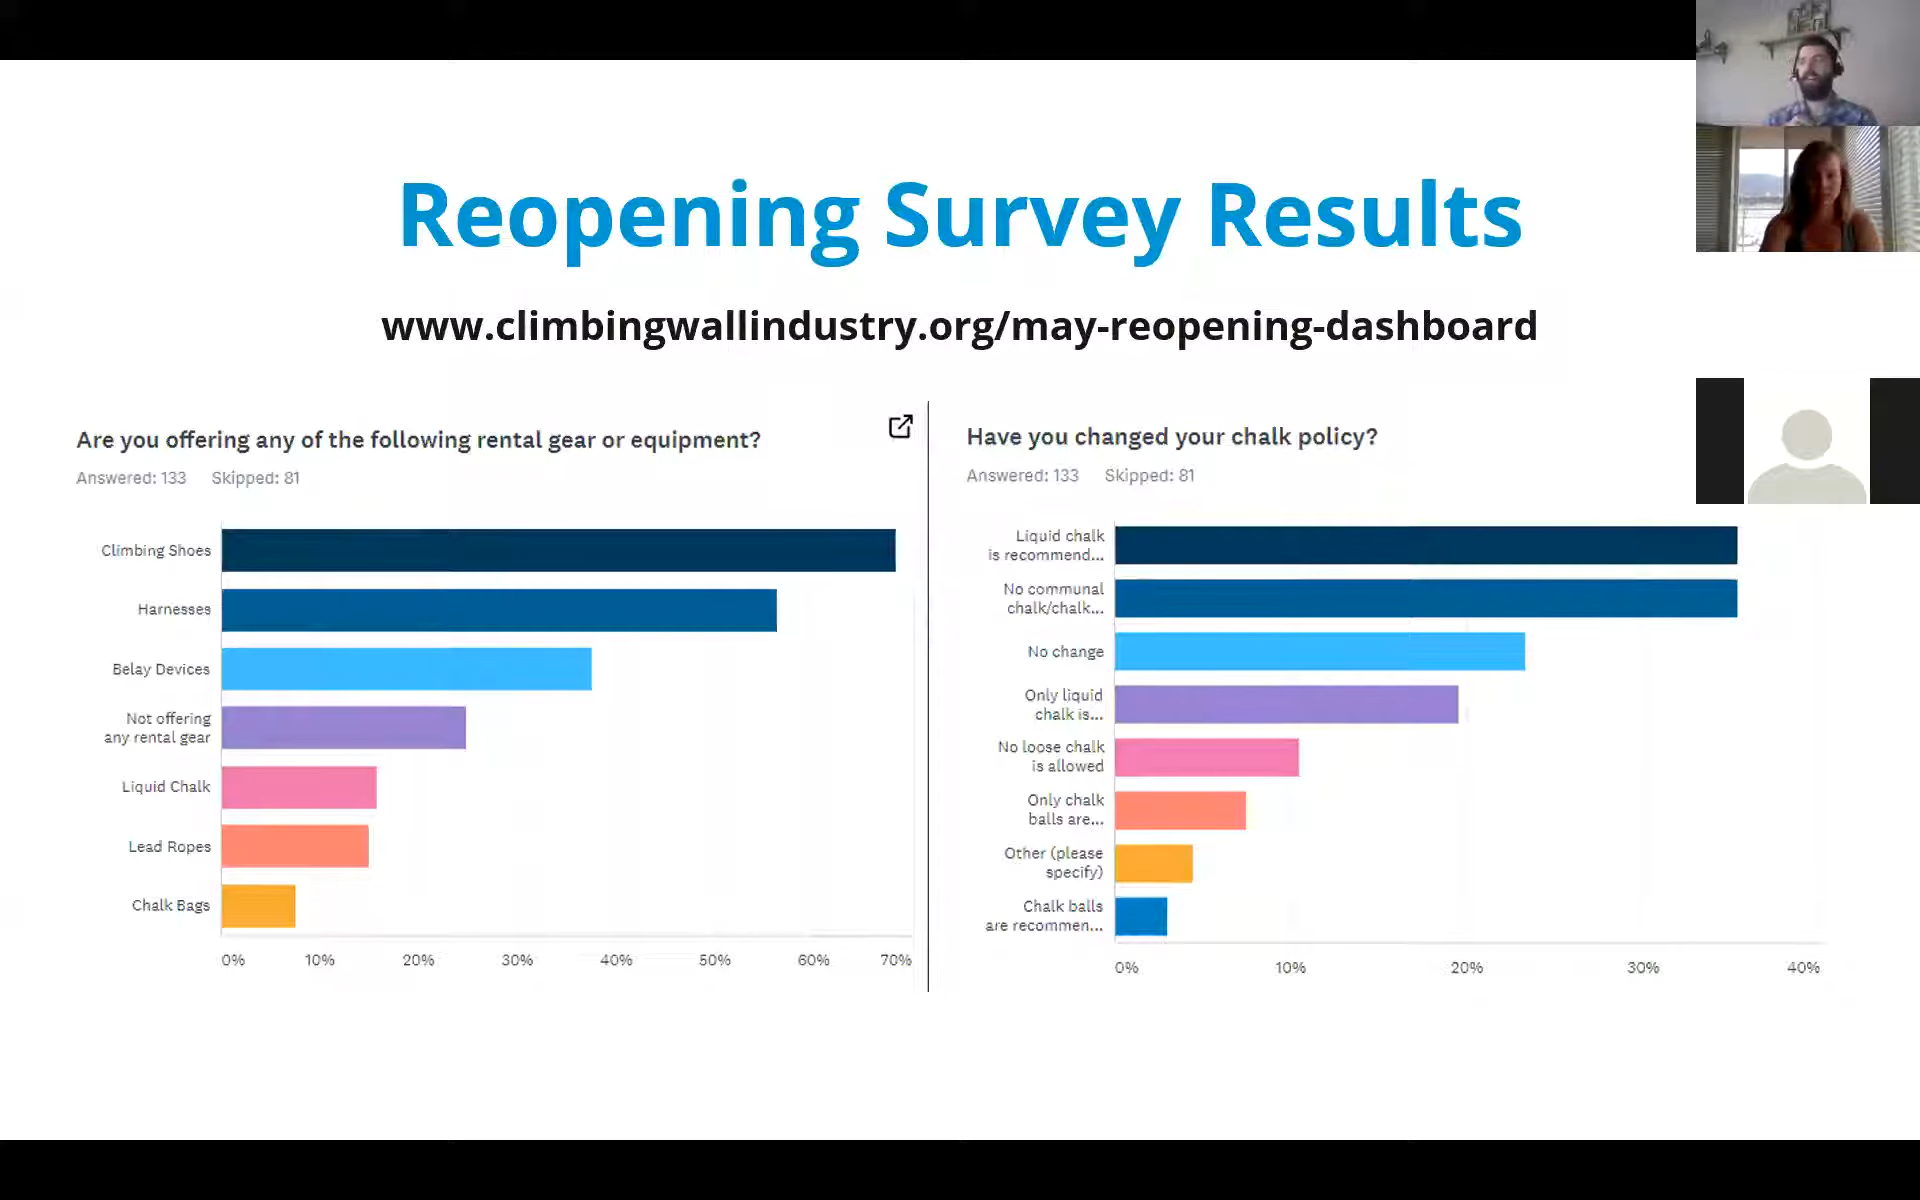 Reopening Survey Results
www.climbingwallindustry.org/may-reopening-dashboard
Are you offering any of the following rental gear or equipment?
Answered: 133 Skipped: 81
Climbing Shoes
Harnesses
Belay Devices
Not offering
any rental gear
Liquid Chalk
Lead Ropes
Chalk Bags
0% 10% 20% 30% 40% 50% 60% 70%
Have you changed your chalk policy?
Answered: 133 Skipped: 81
Liquid chalk
is recommend...
No communal
chalk/chalk...
No change
Only liquid
chalk is...
No loose chalk
is allowed
Only chalk
balls are...
Other (please
specify)
Chalk balls
are recommen...
0% 10% 20% 30% 40%